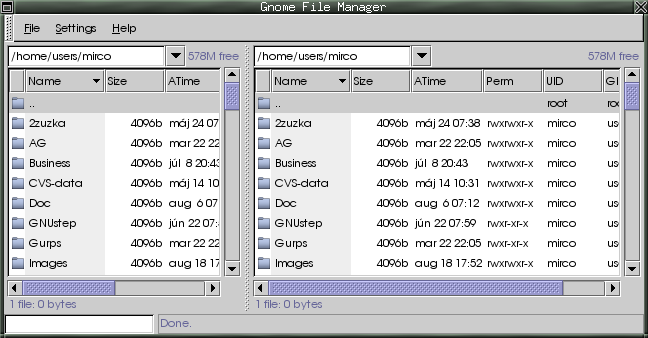 Gnome File Manager
File Settings Help
/home/users/mirco 578M free /home/users/mirco 578M free
Name Size ATime Name Size ATime Perm UID GI
.. .. root roo
2zuzka 4096b máj 24 07 2zuzka 4096b máj 24 07:38 rwxrwxr-x mirco us
AG 4096b mar 22 22 AG 4096b mar 22 22:05 rwxrwxr-x mirco us
Business 4096b júl 8 20:4 Business 4096b júl 8 20:43 rwxrwxr-x mirco us
CVS-data 4096b máj 14 10 CVS-data 4096b máj 14 10:31 rwxrwxr-x mirco us
Doc 4096b aug 6 07 Doc 4096b aug 6 07:12 rwxrwxr-x mirco us
GNUstep 4096b jún 22 07: GNUstep 4096b jún 22 07:59 rwxr-xr-x mirco us
Gurps 4096b mar 22 22 Gurps 4096b mar 22 22:05 rwxr-xr-x mirco us
Images 4096b aug 18 17 Images 4096b aug 18 17:52 rwxrwxr-x mirco us
1 file: 0 bytes 1 file: 0 bytes
Done.